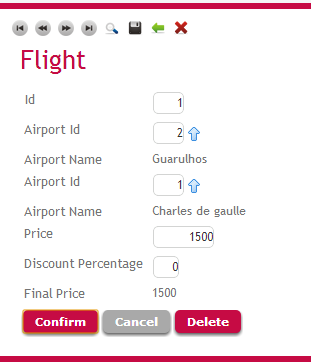 Flight
Id 1
Airport Id 2
Airport Name Guarulhos
Airport Id 1
Airport Name Charles de gaulle
Price 1500
Discount Percentage 0
Final Price 1500
Confirm Cancel Delete